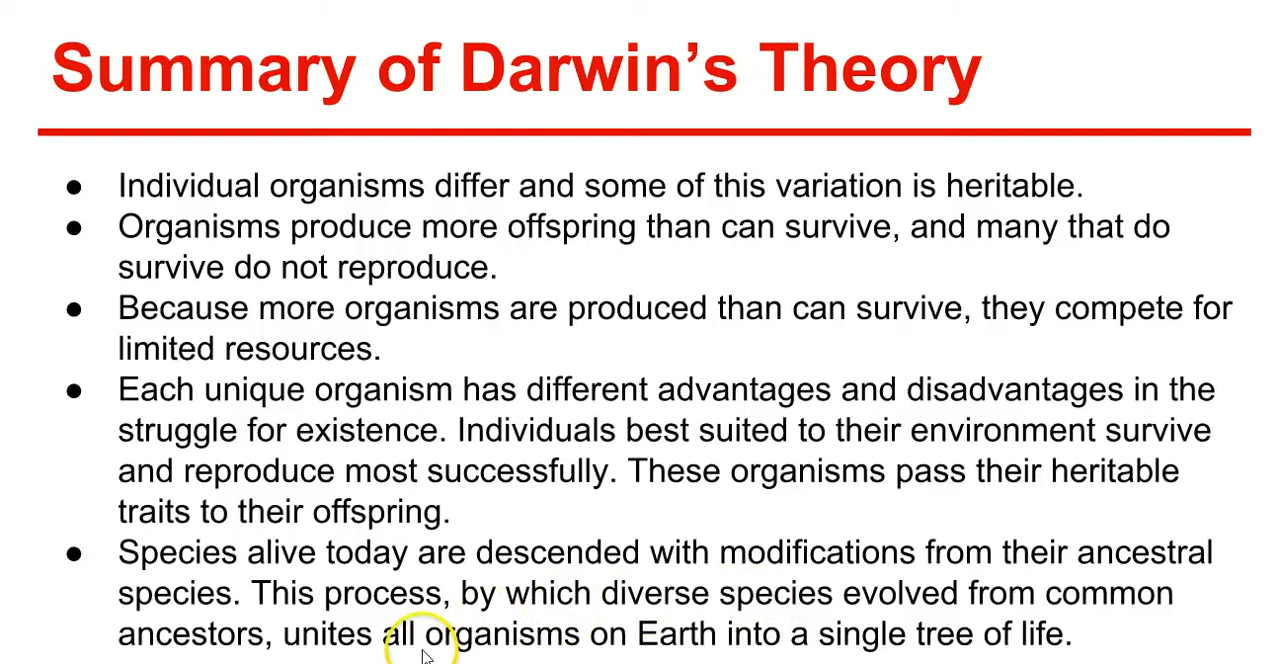 Summary of Darwin’s Theory
● Individual organisms differ and some of this variation is heritable.
● Organisms produce more offspring than can survive, and many that do
survive do not reproduce.
● Because more organisms are produced than can survive, they compete for
limited resources.
● Each unique organism has different advantages and disadvantages in the
struggle for existence. Individuals best suited to their environment survive
and reproduce most successfully. These organisms pass their heritable
traits to their offspring.
● Species alive today are descended with modifications from their ancestral
species. This process, by which diverse species evolved from common
ancestors, unites all organisms on Earth into a single tree of life.